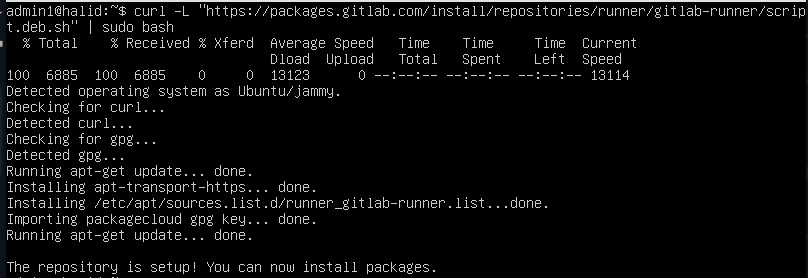 admin1@halid:~$ curl -L "https://packages.gitlab.com/install/repositories/runner/gitlab-runner/scrip
t.deb.sh" | sudo bash
  % Total    % Received % Xferd  Average Speed   Time    Time     Time  Current
                                 Dload  Upload   Total   Spent    Left  Speed
100  6885  100  6885    0     0  13123      0 --:--:-- --:--:-- --:--:-- 13114
Detected operating system as Ubuntu/jammy.
Checking for curl...
Detected curl...
Checking for gpg...
Detected gpg...
Running apt-get update... done.
Installing apt-transport-https... done.
Installing /etc/apt/sources.list.d/runner_gitlab-runner.list...done.
Importing packagecloud gpg key... done.
Running apt-get update... done.

The repository is setup! You can now install packages.